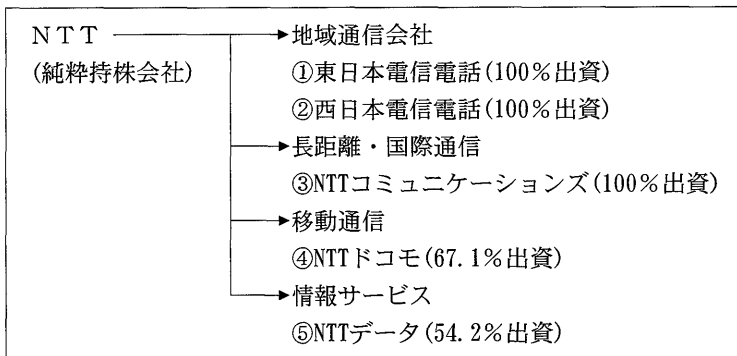 NTT
地域通信会社
(純粋持株会社)
①東日本電信電話(100%出資)
②西日本電信電話(100%出資)
長距離・国際通信
③NTTコミュニケーションズ(100%出資)
移動通信
④NTTドコモ(67.1%出資)
情報サービス
⑤NTTデータ(54.2%出資)